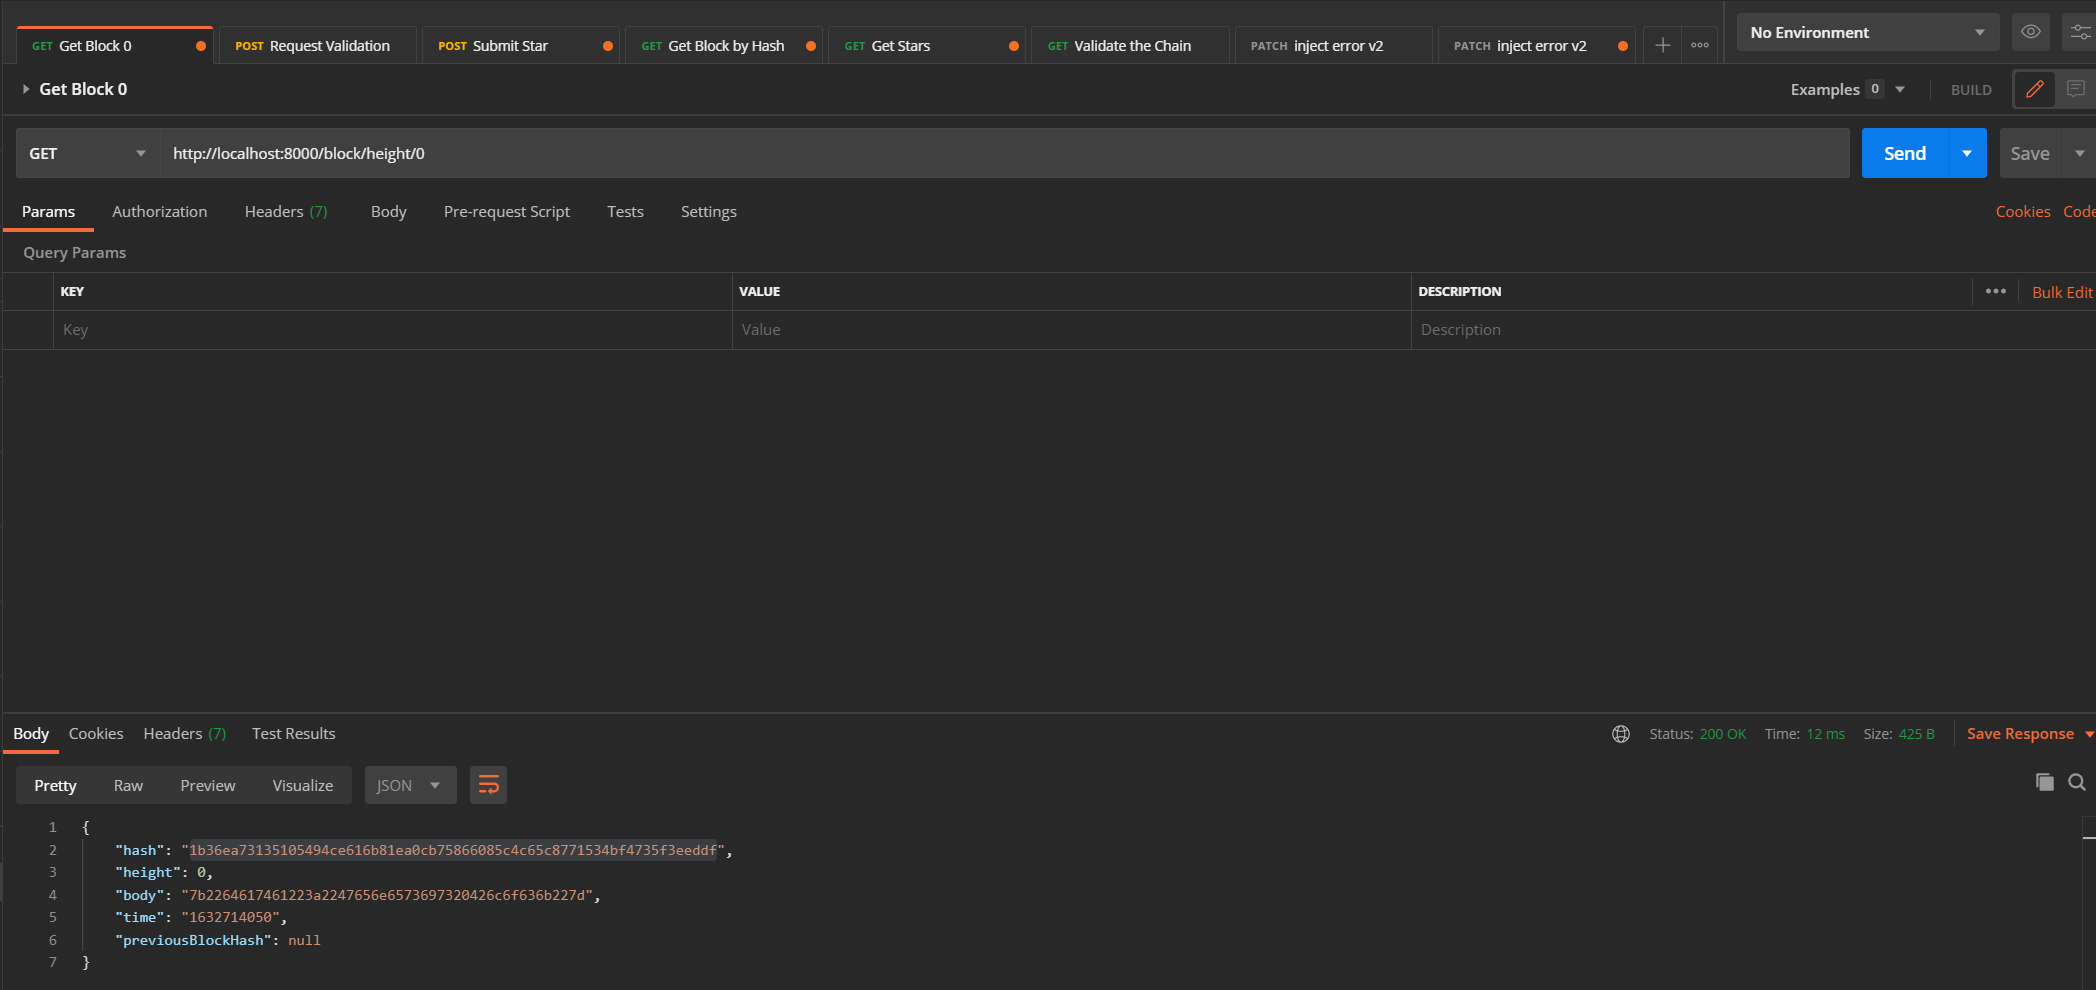 GET Get Block 0 POST Request Validation POST Submit Star GET Get Block by Hash GET Get Stars GET Validate the Chain PATCH inject error v2 PATCH inject error v2 No Environment
Get Block 0 Examples 0 BUILD
GET http://localhost:8000/block/height/0 Send Save
Params Authorization Headers (7) Body Pre-request Script Tests Settings Cookies Code
Query Params
KEY VALUE DESCRIPTION Bulk Edit
Key Value Description
Body Cookies Headers (7) Test Results Status: 200 OK Time: 12 ms Size: 425 B Save Response
Pretty Raw Preview Visualize JSON
1 {
2 "hash": "1b36ea73135105494ce616b81ea0cb75866085c4c65c8771534bf4735f3eeddf",
3 "height": 0,
4 "body": "7b2264617461223a2247656e6573697320426c6f636b227d",
5 "time": "1632714050",
6 "previousBlockHash": null
7 }